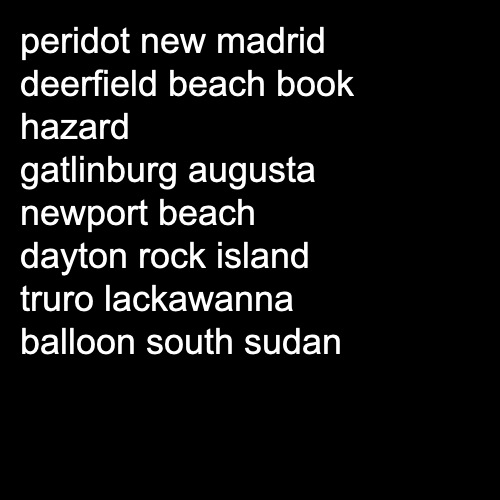 peridot new madrid
deerfield beach book
hazard
gatlinburg augusta
newport beach
dayton rock island
truro lackawanna
balloon south sudan